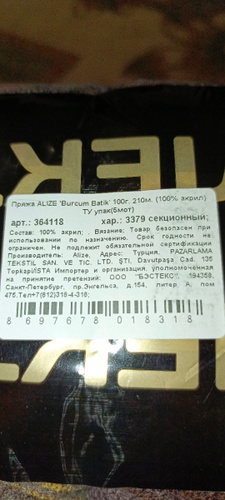 ЛЕР
Пряжа ALIZE 'Burcum Batik' 100г. 210м. (100% акрил)
ТУ упак(5мот)
арт.: 364118 хар.: 3379 секционный;
Состав: 100% акрил; . Вязание; Товар безопасен при
использовании по назначению. Срок годности не
ограничен. Не подлежит обязательной сертификации
Производитель: Alize. Адрес: Турция, PAZARLAMA
TEKSTIL SAN. VE TIC. LTD. ŞTİ, Davutpaşa Cad. 135
Topkapi/ISTA Импортер и организация, уполномоченная
на принятие претензий: ООО "БЭСТЕКС", 194358,
Санкт-Петербург, пр.Энгельса, д.154, литер А, пом
475.Тел+7(812)318-4-318;
8 697678 018318